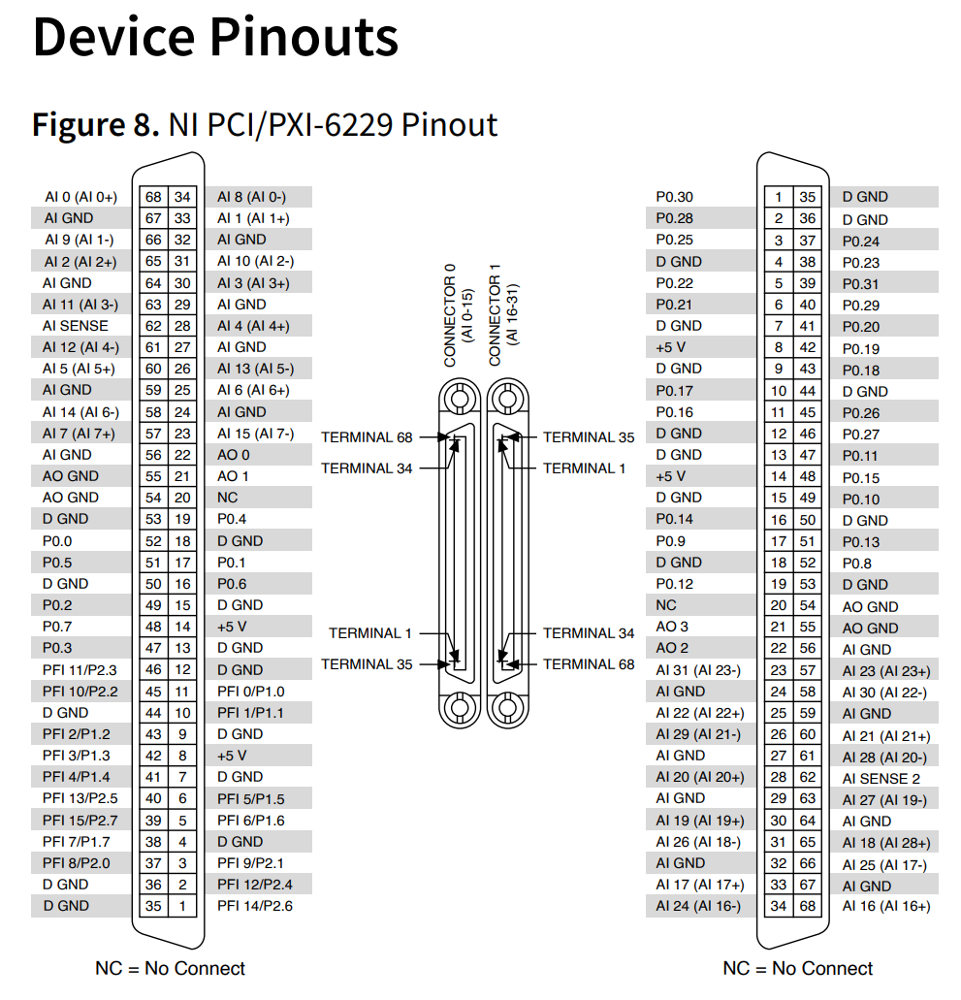 Device Pinouts
Figure 8. NI PCI/PXI-6229 Pinout
AI 0 (AI 0+) 68 34 AI 8 (AI 0-)
AI GND 67 33 AI 1 (AI 1+)
AI 9 (AI 1-) 66 32 AI GND
AI 2 (AI 2+) 65 31 AI 10 (AI 2-)
AI GND 64 30 AI 3 (AI 3+)
AI 11 (AI 3-) 63 29 AI GND
AI SENSE 62 28 AI 4 (AI 4+)
AI 12 (AI 4-) 61 27 AI GND
AI 5 (AI 5+) 60 26 AI 13 (AI 5-)
AI GND 59 25 AI 6 (AI 6+)
AI 14 (AI 6-) 58 24 AI GND
AI 7 (AI 7+) 57 23 AI 15 (AI 7-)
AI GND 56 22 AO 0
AO GND 55 21 AO 1
AO GND 54 20 NC
D GND 53 19 P0.4
P0.0 52 18 D GND
P0.5 51 17 P0.1
D GND 50 16 P0.6
P0.2 49 15 D GND
P0.7 48 14 +5 V
P0.3 47 13 D GND
PFI 11/P2.3 46 12 D GND
PFI 10/P2.2 45 11 PFI 0/P1.0
D GND 44 10 PFI 1/P1.1
PFI 2/P1.2 43 9 D GND
PFI 3/P1.3 42 8 +5 V
PFI 4/P1.4 41 7 D GND
PFI 13/P2.5 40 6 PFI 5/P1.5
PFI 15/P2.7 39 5 PFI 6/P1.6
PFI 7/P1.7 38 4 D GND
PFI 8/P2.0 37 3 PFI 9/P2.1
D GND 36 2 PFI 12/P2.4
D GND 35 1 PFI 14/P2.6
NC = No Connect
CONNECTOR 0
(AI 0-15)
CONNECTOR 1
(AI 16-31)
TERMINAL 68
TERMINAL 34
TERMINAL 35
TERMINAL 1
TERMINAL 1
TERMINAL 35
TERMINAL 34
TERMINAL 68
P0.30 1 35 D GND
P0.28 2 36 D GND
P0.25 3 37 P0.24
D GND 4 38 P0.23
P0.22 5 39 P0.31
P0.21 6 40 P0.29
D GND 7 41 P0.20
+5 V 8 42 P0.19
D GND 9 43 P0.18
P0.17 10 44 D GND
P0.16 11 45 P0.26
D GND 12 46 P0.27
D GND 13 47 P0.11
+5 V 14 48 P0.15
D GND 15 49 P0.10
P0.14 16 50 D GND
P0.9 17 51 P0.13
D GND 18 52 P0.8
P0.12 19 53 D GND
NC 20 54 AO GND
AO 3 21 55 AO GND
AO 2 22 56 AI GND
AI 31 (AI 23-) 23 57 AI 23 (AI 23+)
AI GND 24 58 AI 30 (AI 22-)
AI 22 (AI 22+) 25 59 AI GND
AI 29 (AI 21-) 26 60 AI 21 (AI 21+)
AI GND 27 61 AI 28 (AI 20-)
AI 20 (AI 20+) 28 62 AI SENSE 2
AI GND 29 63 AI 27 (AI 19-)
AI 19 (AI 19+) 30 64 AI GND
AI 26 (AI 18-) 31 65 AI 18 (AI 28+)
AI GND 32 66 AI 25 (AI 17-)
AI 17 (AI 17+) 33 67 AI GND
AI 24 (AI 16-) 34 68 AI 16 (AI 16+)
NC = No Connect